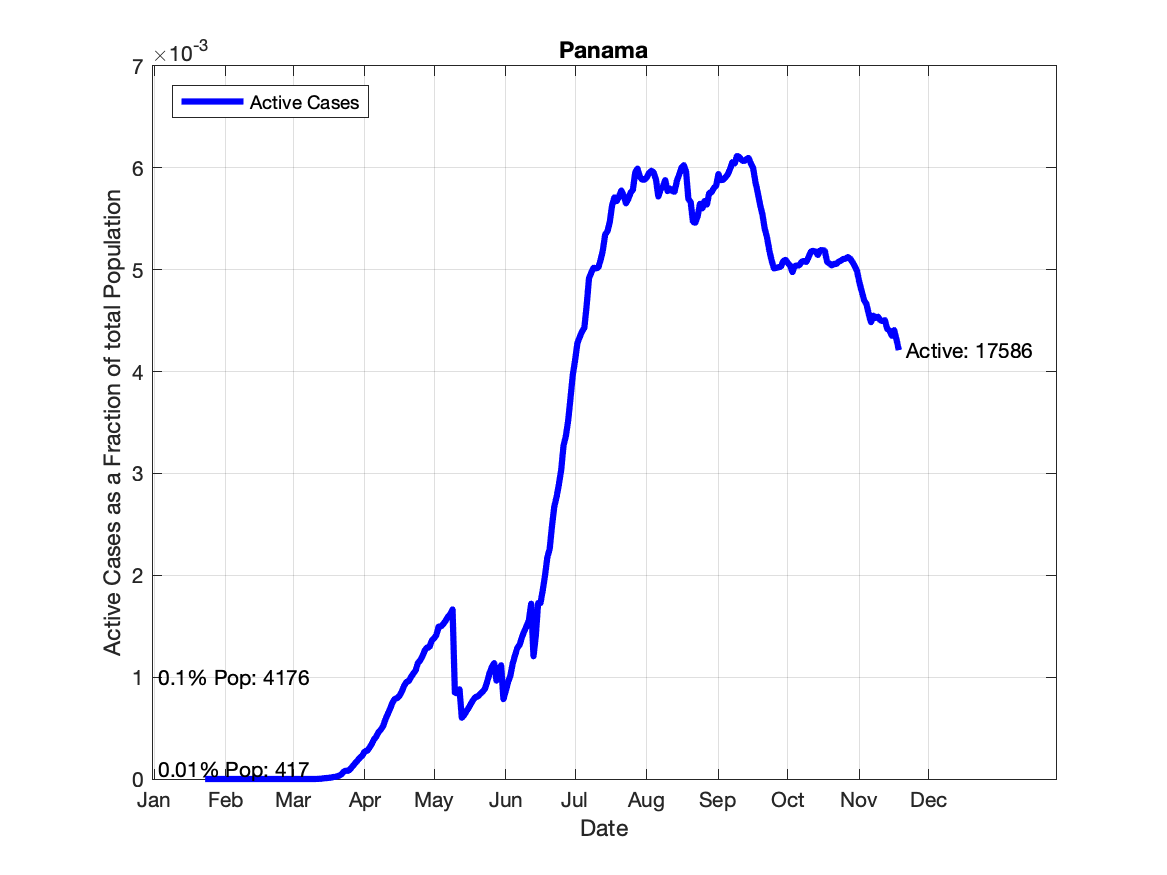 Panama
×10-3
Active Cases
7
6
5
4
3
2
1
0
Active Cases as a Fraction of total Population
Active: 17586
0.1% Pop: 4176
0.01% Pop: 417
Jan Feb Mar Apr May Jun Jul Aug Sep Oct Nov Dec
Date